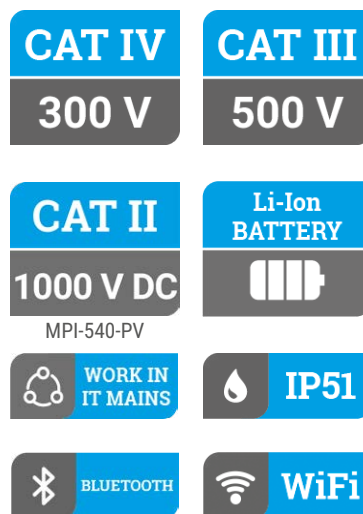 CAT IV
300 V
CAT III
500 V
CAT II
1000 V DC
MPI-540-PV
Li-Ion
BATTERY
WORK IN
IT MAINS
IP51
BLUETOOTH
WiFi